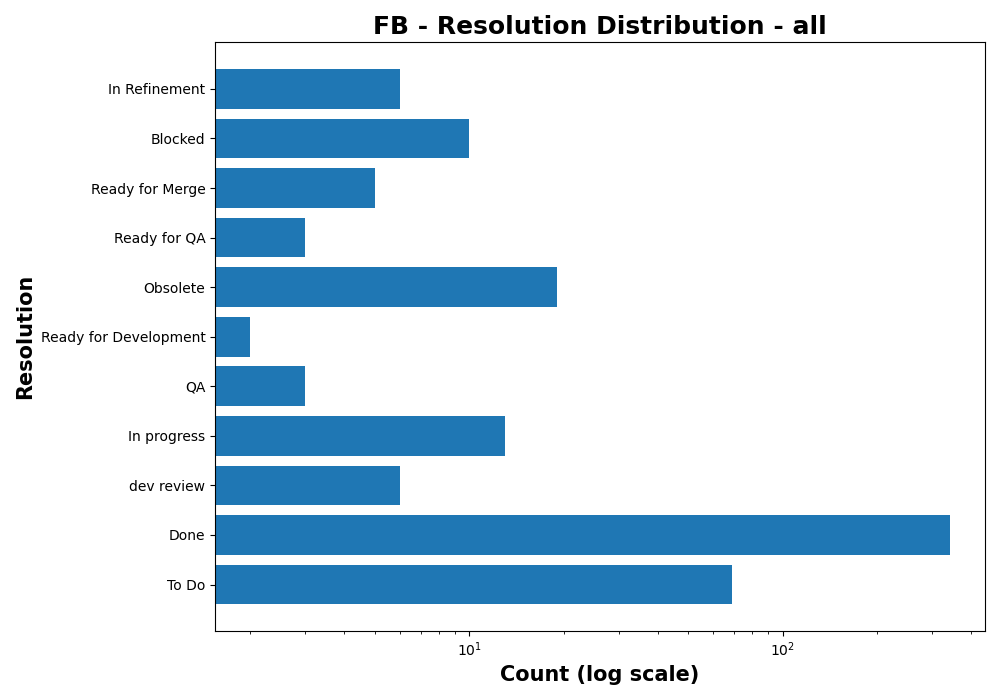 FB - Resolution Distribution - all
Resolution
In Refinement
Blocked
Ready for Merge
Ready for QA
Obsolete
Ready for Development
QA
In progress
dev review
Done
To Do
10¹ 10²
Count (log scale)